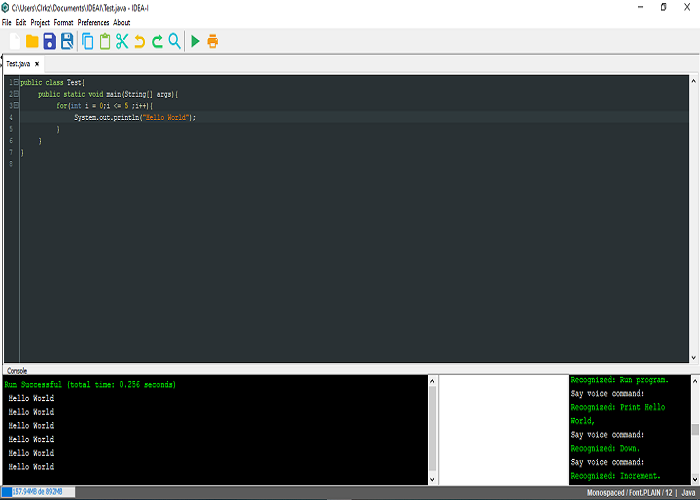 C:\Users\Clrkz\Documents\IDEAI\Test.java - IDEA-I
File Edit Project Format Preferences About
Test.java ×
1 public class Test{
2 public static void main(String[] args){
3 for(int i = 0;i <= 5 ;i++){
4 System.out.println("Hello World");
5 }
6 }
7 }
8
Console
Run Successful (total time: 0.256 seconds)
Hello World
Hello World
Hello World
Hello World
Hello World
Hello World
Recognized: Run program.
Say voice command:
Recognized: Print Hello
World,
Say voice command:
Recognized: Down.
Say voice command:
Recognized: Increment.
157.94MB de 892MB
Monospaced / Font.PLAIN / 12 | Java